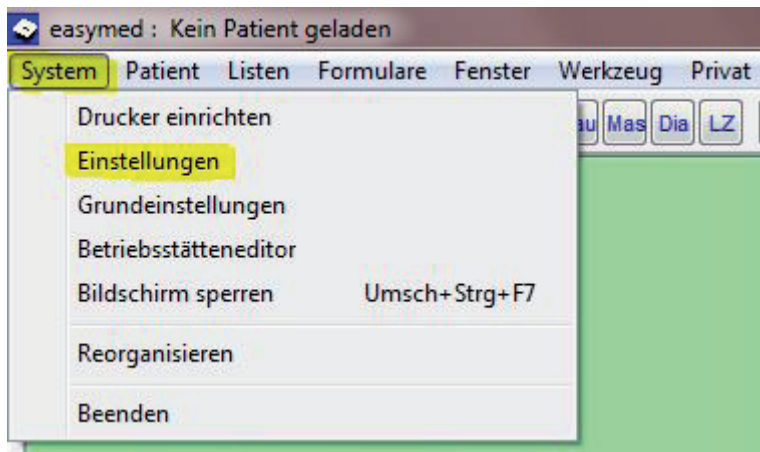 easymed : Kein Patient geladen
System Patient Listen Formulare Fenster Werkzeug Privat
Drucker einrichten
Mas Dia LZ
Einstellungen
Grundeinstellungen
Betriebsstätteneditor
Bildschirm sperren Umsch+Strg+F7
Reorganisieren
Beenden